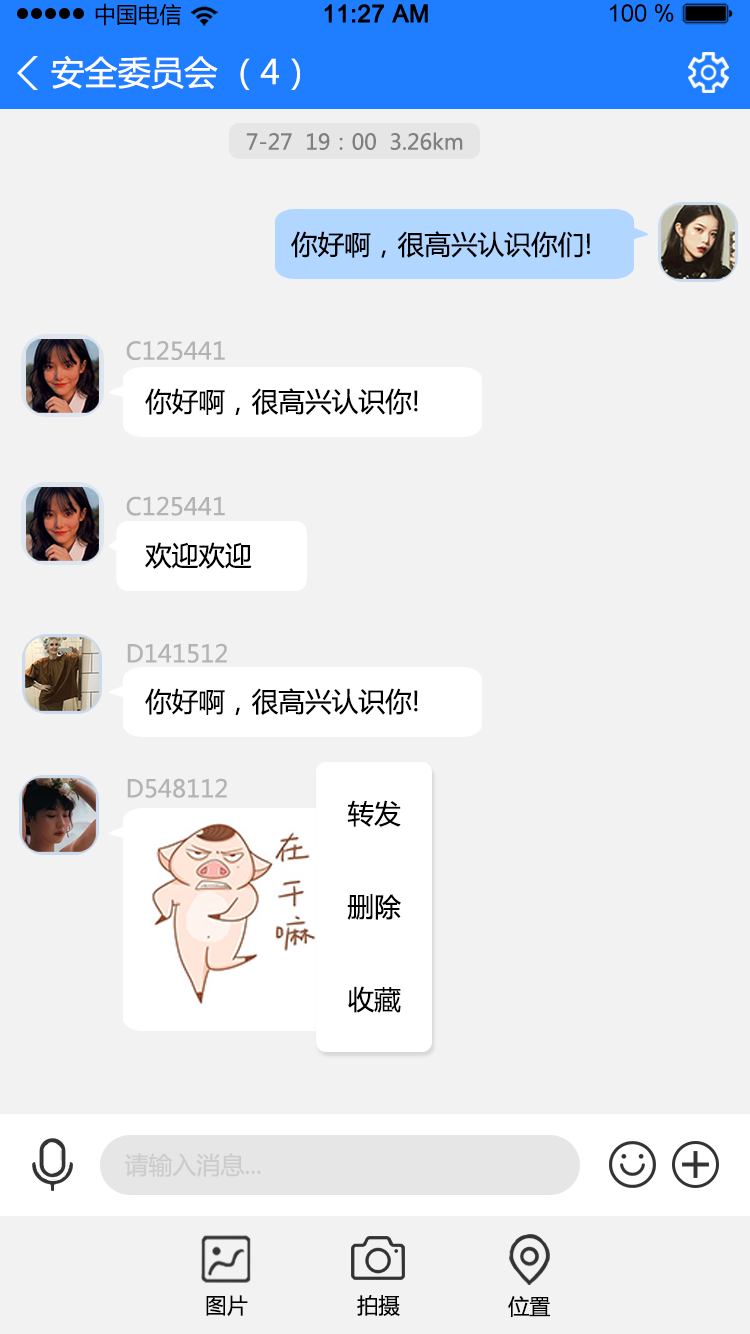 中国电信 11:27 AM 100 %
安全委员会（4）
7-27 19：00 3.26km
你好啊，很高兴认识你们!
C125441
你好啊，很高兴认识你!
C125441
欢迎欢迎
D141512
你好啊，很高兴认识你!
D548112
在
干
嘛
转发
删除
收藏
请输入消息...
图片 拍摄 位置